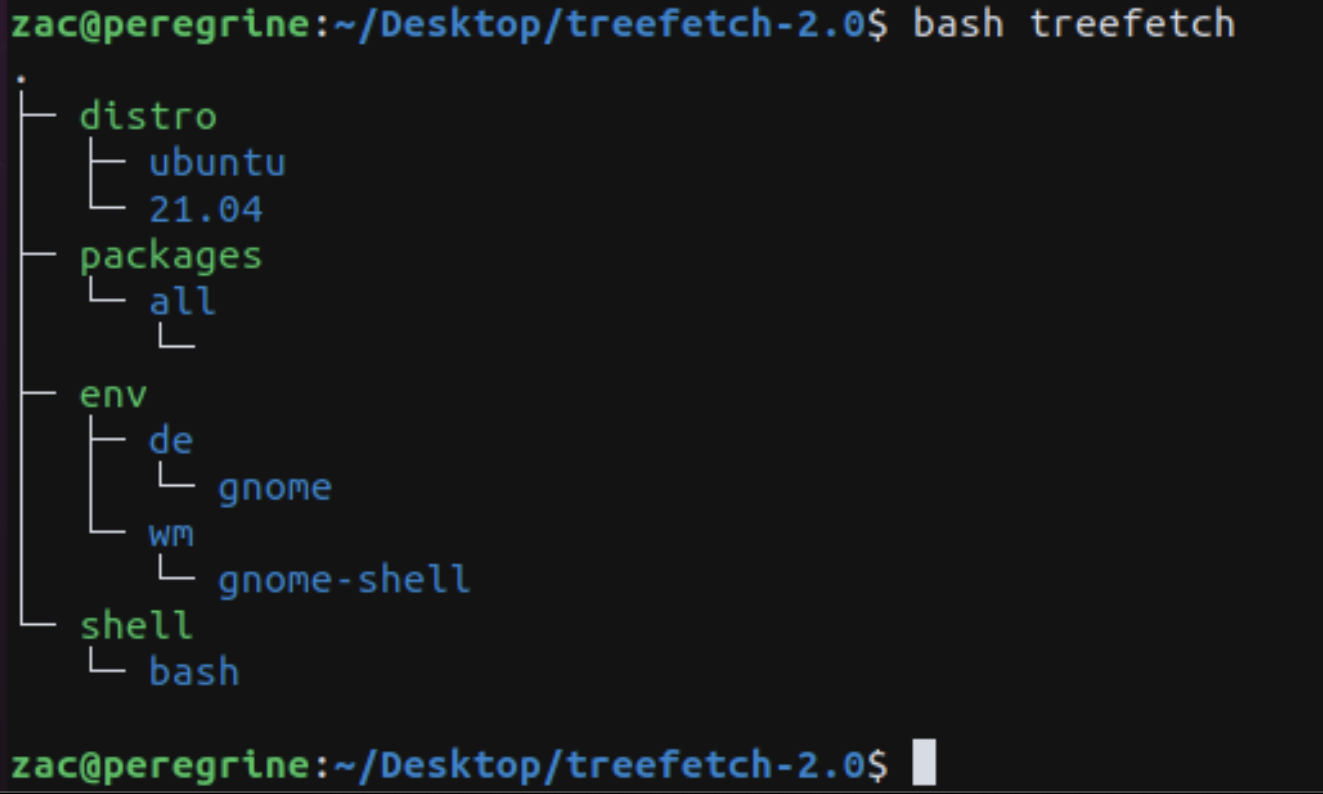 zac@peregrine:~/Desktop/treefetch-2.0$ bash treefetch
.
├─ distro
│  ├─ ubuntu
│  └─ 21.04
├─ packages
│  └─ all
│     └─
├─ env
│  ├─ de
│  │  └─ gnome
│  └─ wm
│     └─ gnome-shell
└─ shell
   └─ bash
zac@peregrine:~/Desktop/treefetch-2.0$